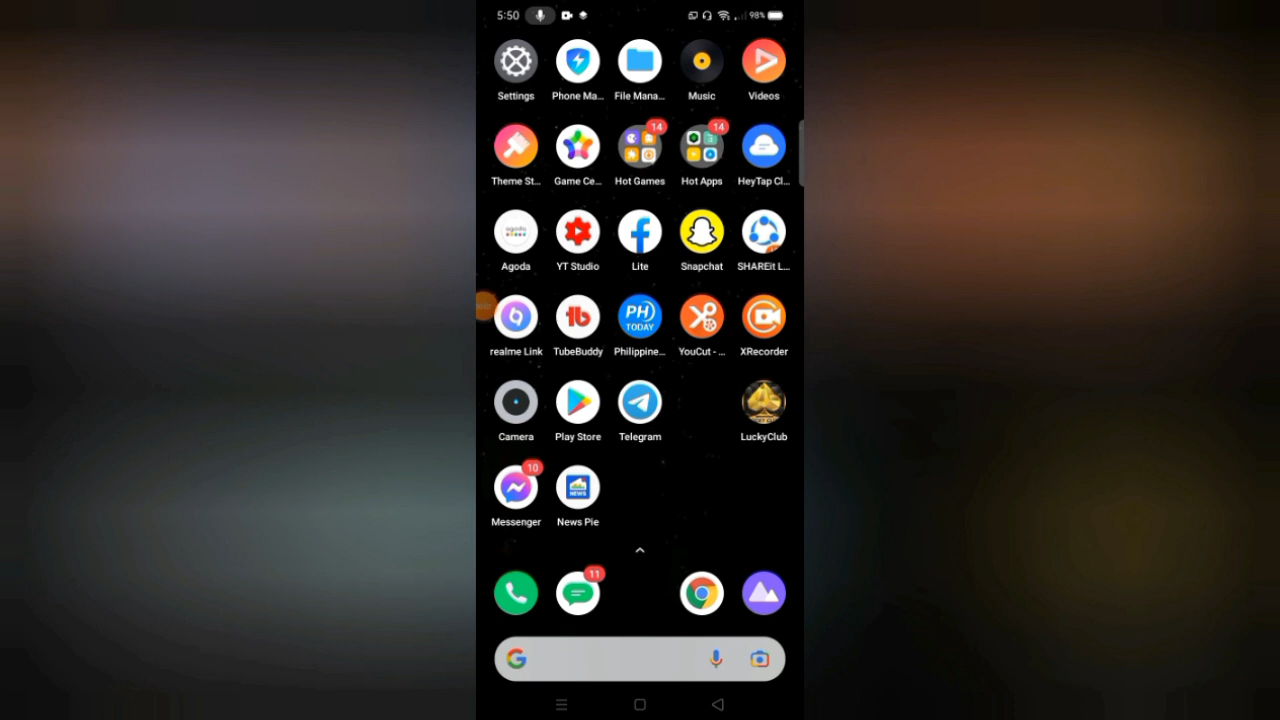 5:50 98%
Settings Phone Ma... File Mana... Music Videos
14 14
Theme St... Game Ce... Hot Games Hot Apps HeyTap Cl...
agoda
Agoda YT Studio Lite Snapchat SHAREit L...
PH) TODAY
realme Link TubeBuddy Philippine... YouCut - ... XRecorder
Camera Play Store Telegram LuckyClub
10
NEWS
Messenger News Pie
11